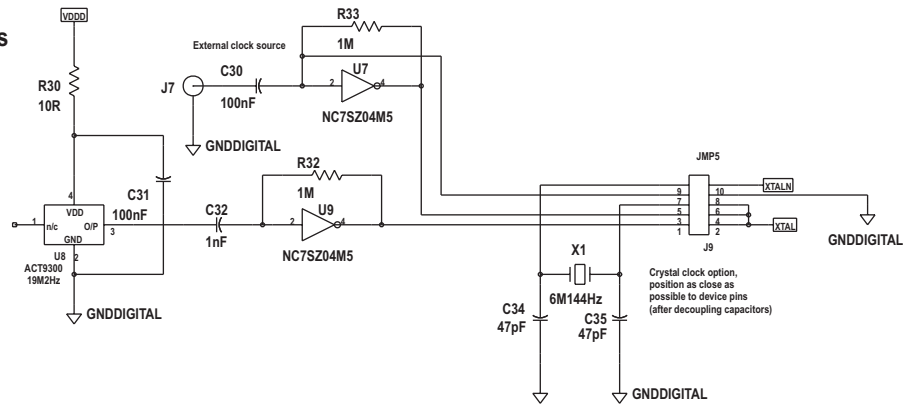 s
VDDD
R33
1M
External clock source
C30
U7
J7
2
4
100nF
NC7SZ04M5
R30
10R
GNDDIGITAL
JMP5
R32
1M
C31
100nF
4
VDD
1
n/c
O/P
3
GND
2
U8
ACT9300
19M2Hz
C32
1nF
2
U9
4
NC7SZ04M5
9
10
XTALN
7
8
5
6
3
4
XTAL
1
2
J9
GNDDIGITAL
X1
6M144Hz
Crystal clock option,
position as close as
possible to device pins
(after decoupling capacitors)
C34
47pF
C35
47pF
GNDDIGITAL
GNDDIGITAL